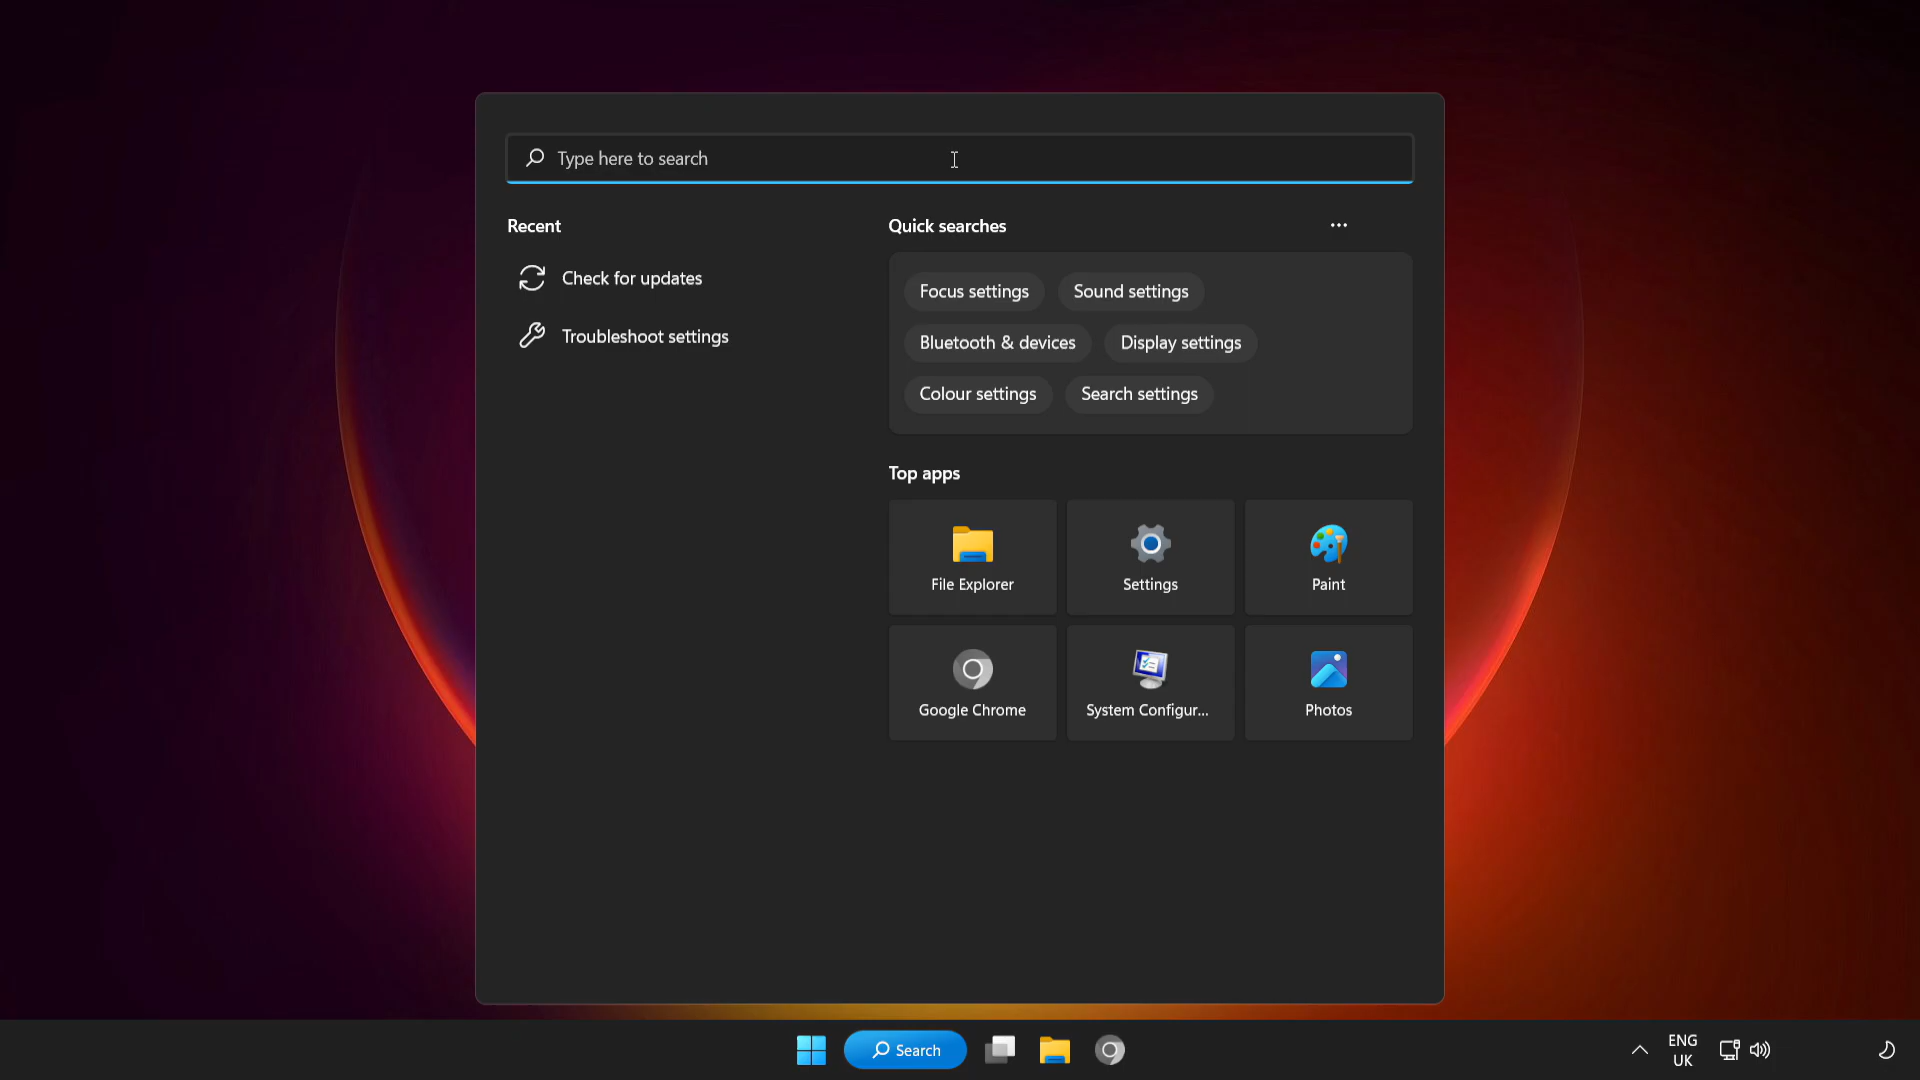 Type here to search
Recent
Check for updates
Troubleshoot settings
Quick searches
Focus settings
Sound settings
Bluetooth & devices
Display settings
Colour settings
Search settings
Top apps
File Explorer
Settings
Paint
Google Chrome
System Configur...
Photos
Search
ENG
UK